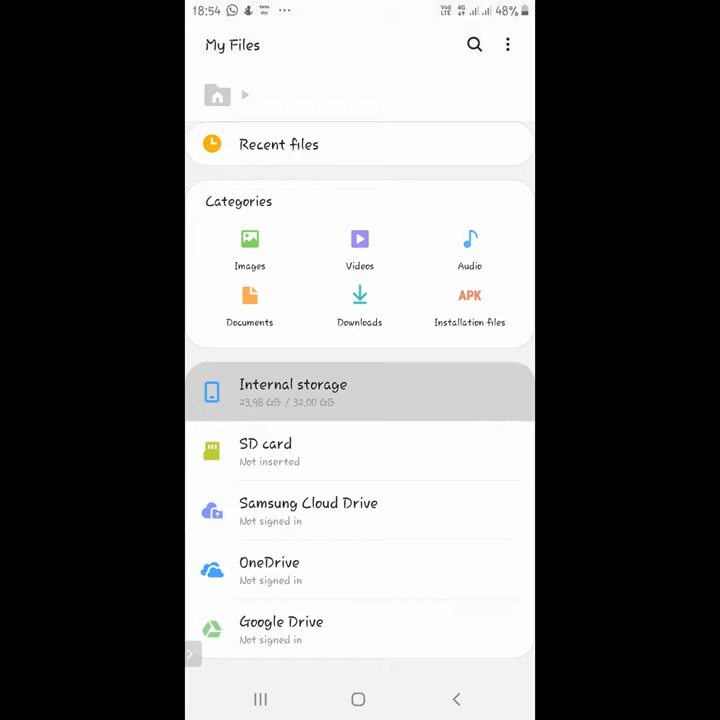 18:54
48%
My Files
Recent files
Categories
Images Videos Audio
APK
Documents Downloads Installation files
Internal storage
23.98 GB / 32.00 GB
SD card
Not inserted
Samsung Cloud Drive
Not signed in
OneDrive
Not signed in
Google Drive
Not signed in